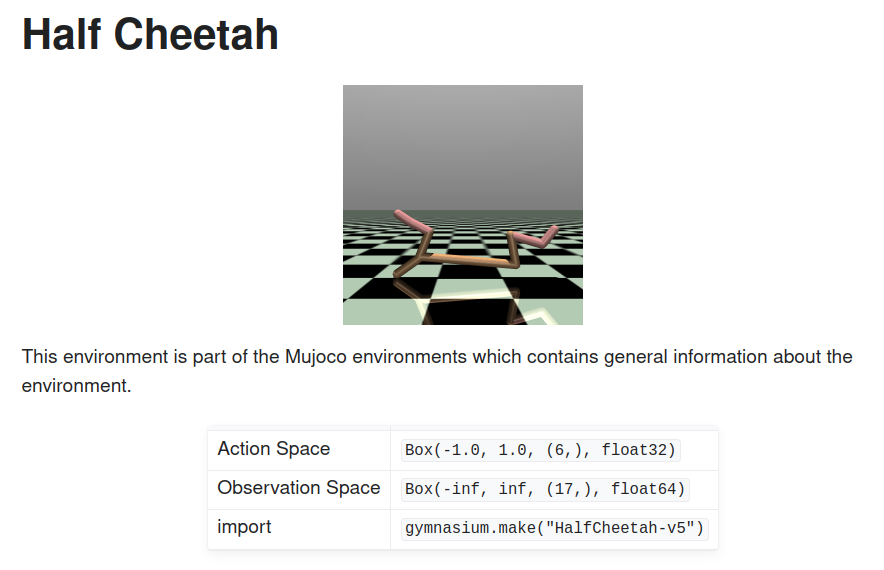 Half Cheetah
This environment is part of the Mujoco environments which contains general information about the
environment.
Action Space Box(-1.0, 1.0, (6,), float32)
Observation Space Box(-inf, inf, (17,), float64)
import gymnasium.make("HalfCheetah-v5")